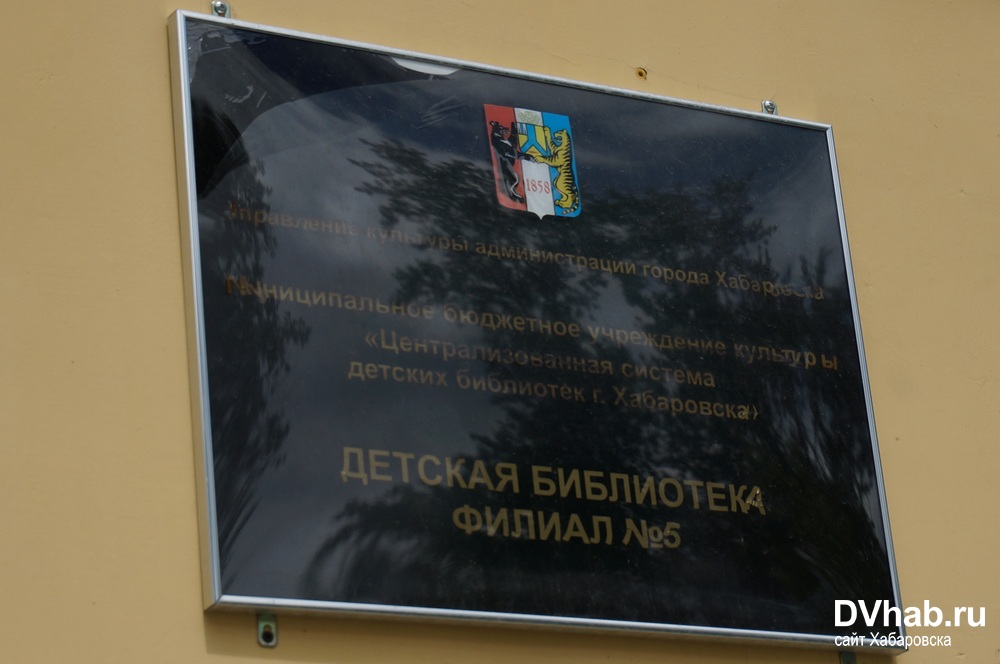 1858
Управление культуры администрации города Хабаровска
Муниципальное бюджетное учреждение культуры
«Централизованная система
детских библиотек г. Хабаровска»
ДЕТСКАЯ БИБЛИОТЕКА
ФИЛИАЛ №5
DVhab.ru
сайт Хабаровска